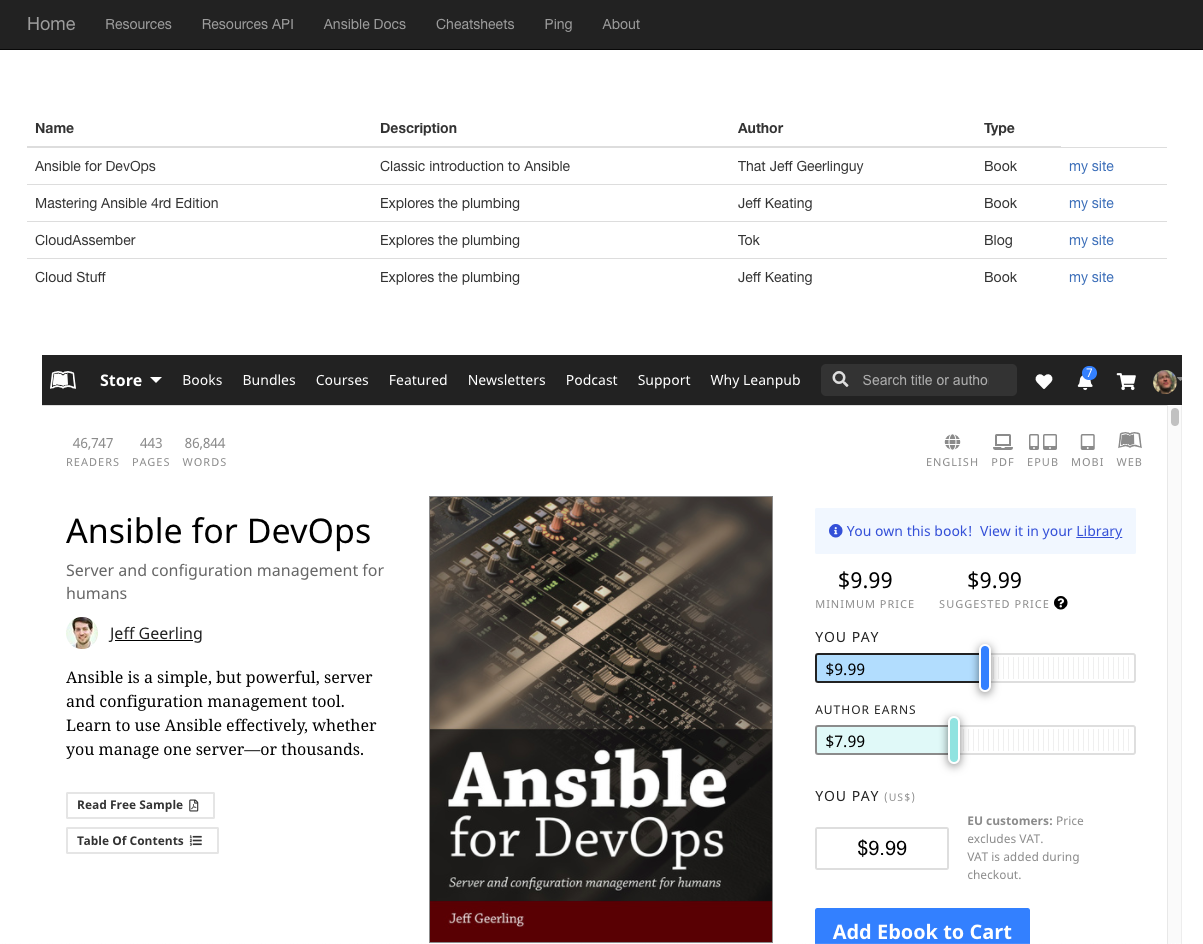 Home Resources Resources API Ansible Docs Cheatsheets Ping About
Name Description Author Type
Ansible for DevOps Classic introduction to Ansible That Jeff Geerlinguy Book my site
Mastering Ansible 4rd Edition Explores the plumbing Jeff Keating Book my site
CloudAssember Explores the plumbing Tok Blog my site
Cloud Stuff Explores the plumbing Jeff Keating Book my site
Store Books Bundles Courses Featured Newsletters Podcast Support Why Leanpub Search title or autho 7
46,747 443 86,844
READERS PAGES WORDS
ENGLISH PDF EPUB MOBI WEB
Ansible for DevOps
Server and configuration management for
humans
Jeff Geerling
Ansible is a simple, but powerful, server
and configuration management tool.
Learn to use Ansible effectively, whether
you manage one server—or thousands.
Read Free Sample
Table Of Contents
Ansible
for DevOps
Server and configuration management for humans
Jeff Geerling
You own this book! View it in your Library
$9.99 $9.99
MINIMUM PRICE SUGGESTED PRICE ?
YOU PAY
$9.99
AUTHOR EARNS
$7.99
YOU PAY (US$)
$9.99
EU customers: Price
excludes VAT.
VAT is added during
checkout.
Add Ebook to Cart